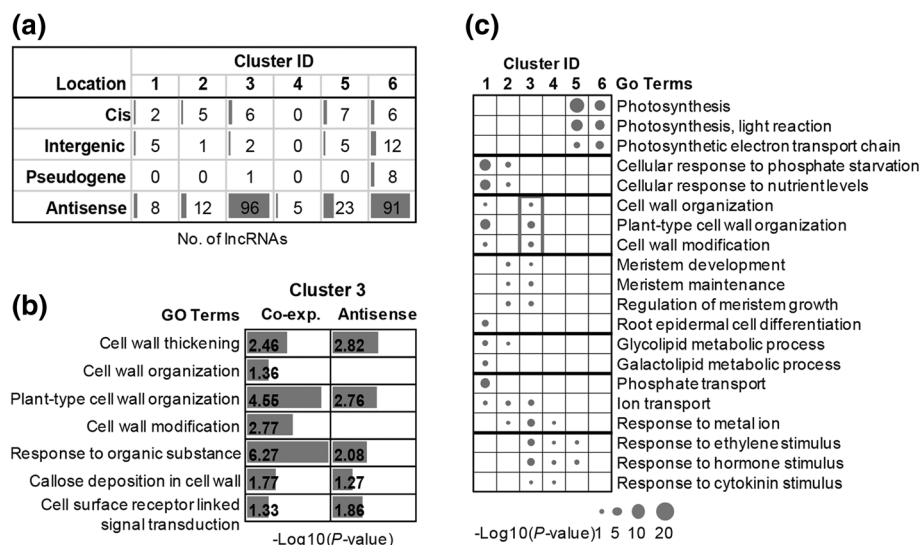 (a)
Cluster ID
Location 1 2 3 4 5 6
Cis 2 5 6 0 7 6
Intergenic 5 1 2 0 5 12
Pseudogene 0 0 1 0 0 8
Antisense 8 12 96 5 23 91
No. of lncRNAs
(b)
Cluster 3
GO Terms Co-exp. Antisense
Cell wall thickening 2.46 2.82
Cell wall organization 1.36
Plant-type cell wall organization 4.55 2.76
Cell wall modification 2.77
Response to organic substance 6.27 2.08
Callose deposition in cell wall 1.77 1.27
Cell surface receptor linked
signal transduction 1.33 1.86
-Log10(P-value)
(c)
Cluster ID
1 2 3 4 5 6 Go Terms
Photosynthesis
Photosynthesis, light reaction
Photosynthetic electron transport chain
Cellular response to phosphate starvation
Cellular response to nutrient levels
Cell wall organization
Plant-type cell wall organization
Cell wall modification
Meristem development
Meristem maintenance
Regulation of meristem growth
Root epidermal cell differentiation
Glycolipid metabolic process
Galactolipid metabolic process
Phosphate transport
Ion transport
Response to metal ion
Response to ethylene stimulus
Response to hormone stimulus
Response to cytokinin stimulus
-Log10(P-value) 1 5 10 20